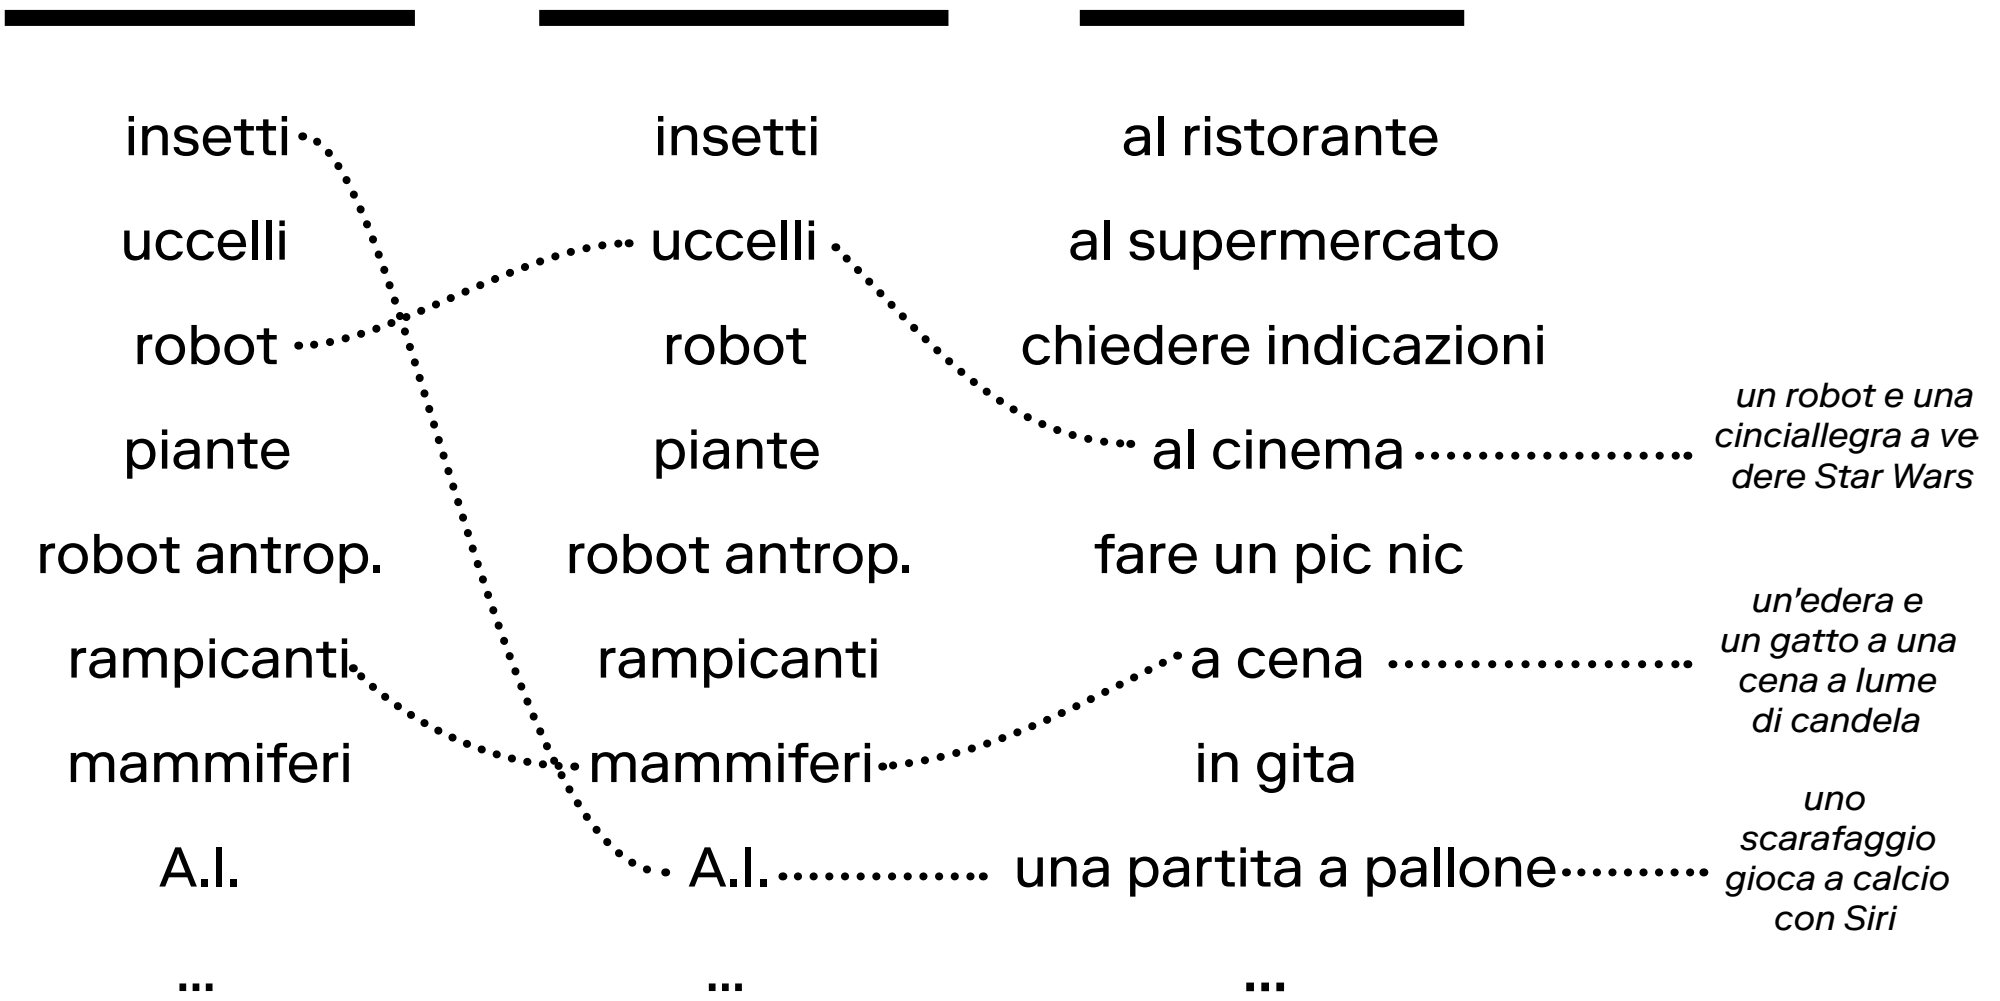 insetti
insetti
al ristorante
uccelli
uccelli
al supermercato
robot
robot
chiedere indicazioni
piante
piante
al cinema
un robot e una
cinciallegra a ve
dere Star Wars
robot antrop.
robot antrop.
fare un pic nic
rampicanti
rampicanti
a cena
un'edera e
un gatto a una
cena a lume
di candela
mammiferi
mammiferi
in gita
A.I.
A.I.
una partita a pallone
uno
scarafaggio
gioca a calcio
con Siri
...
...
...